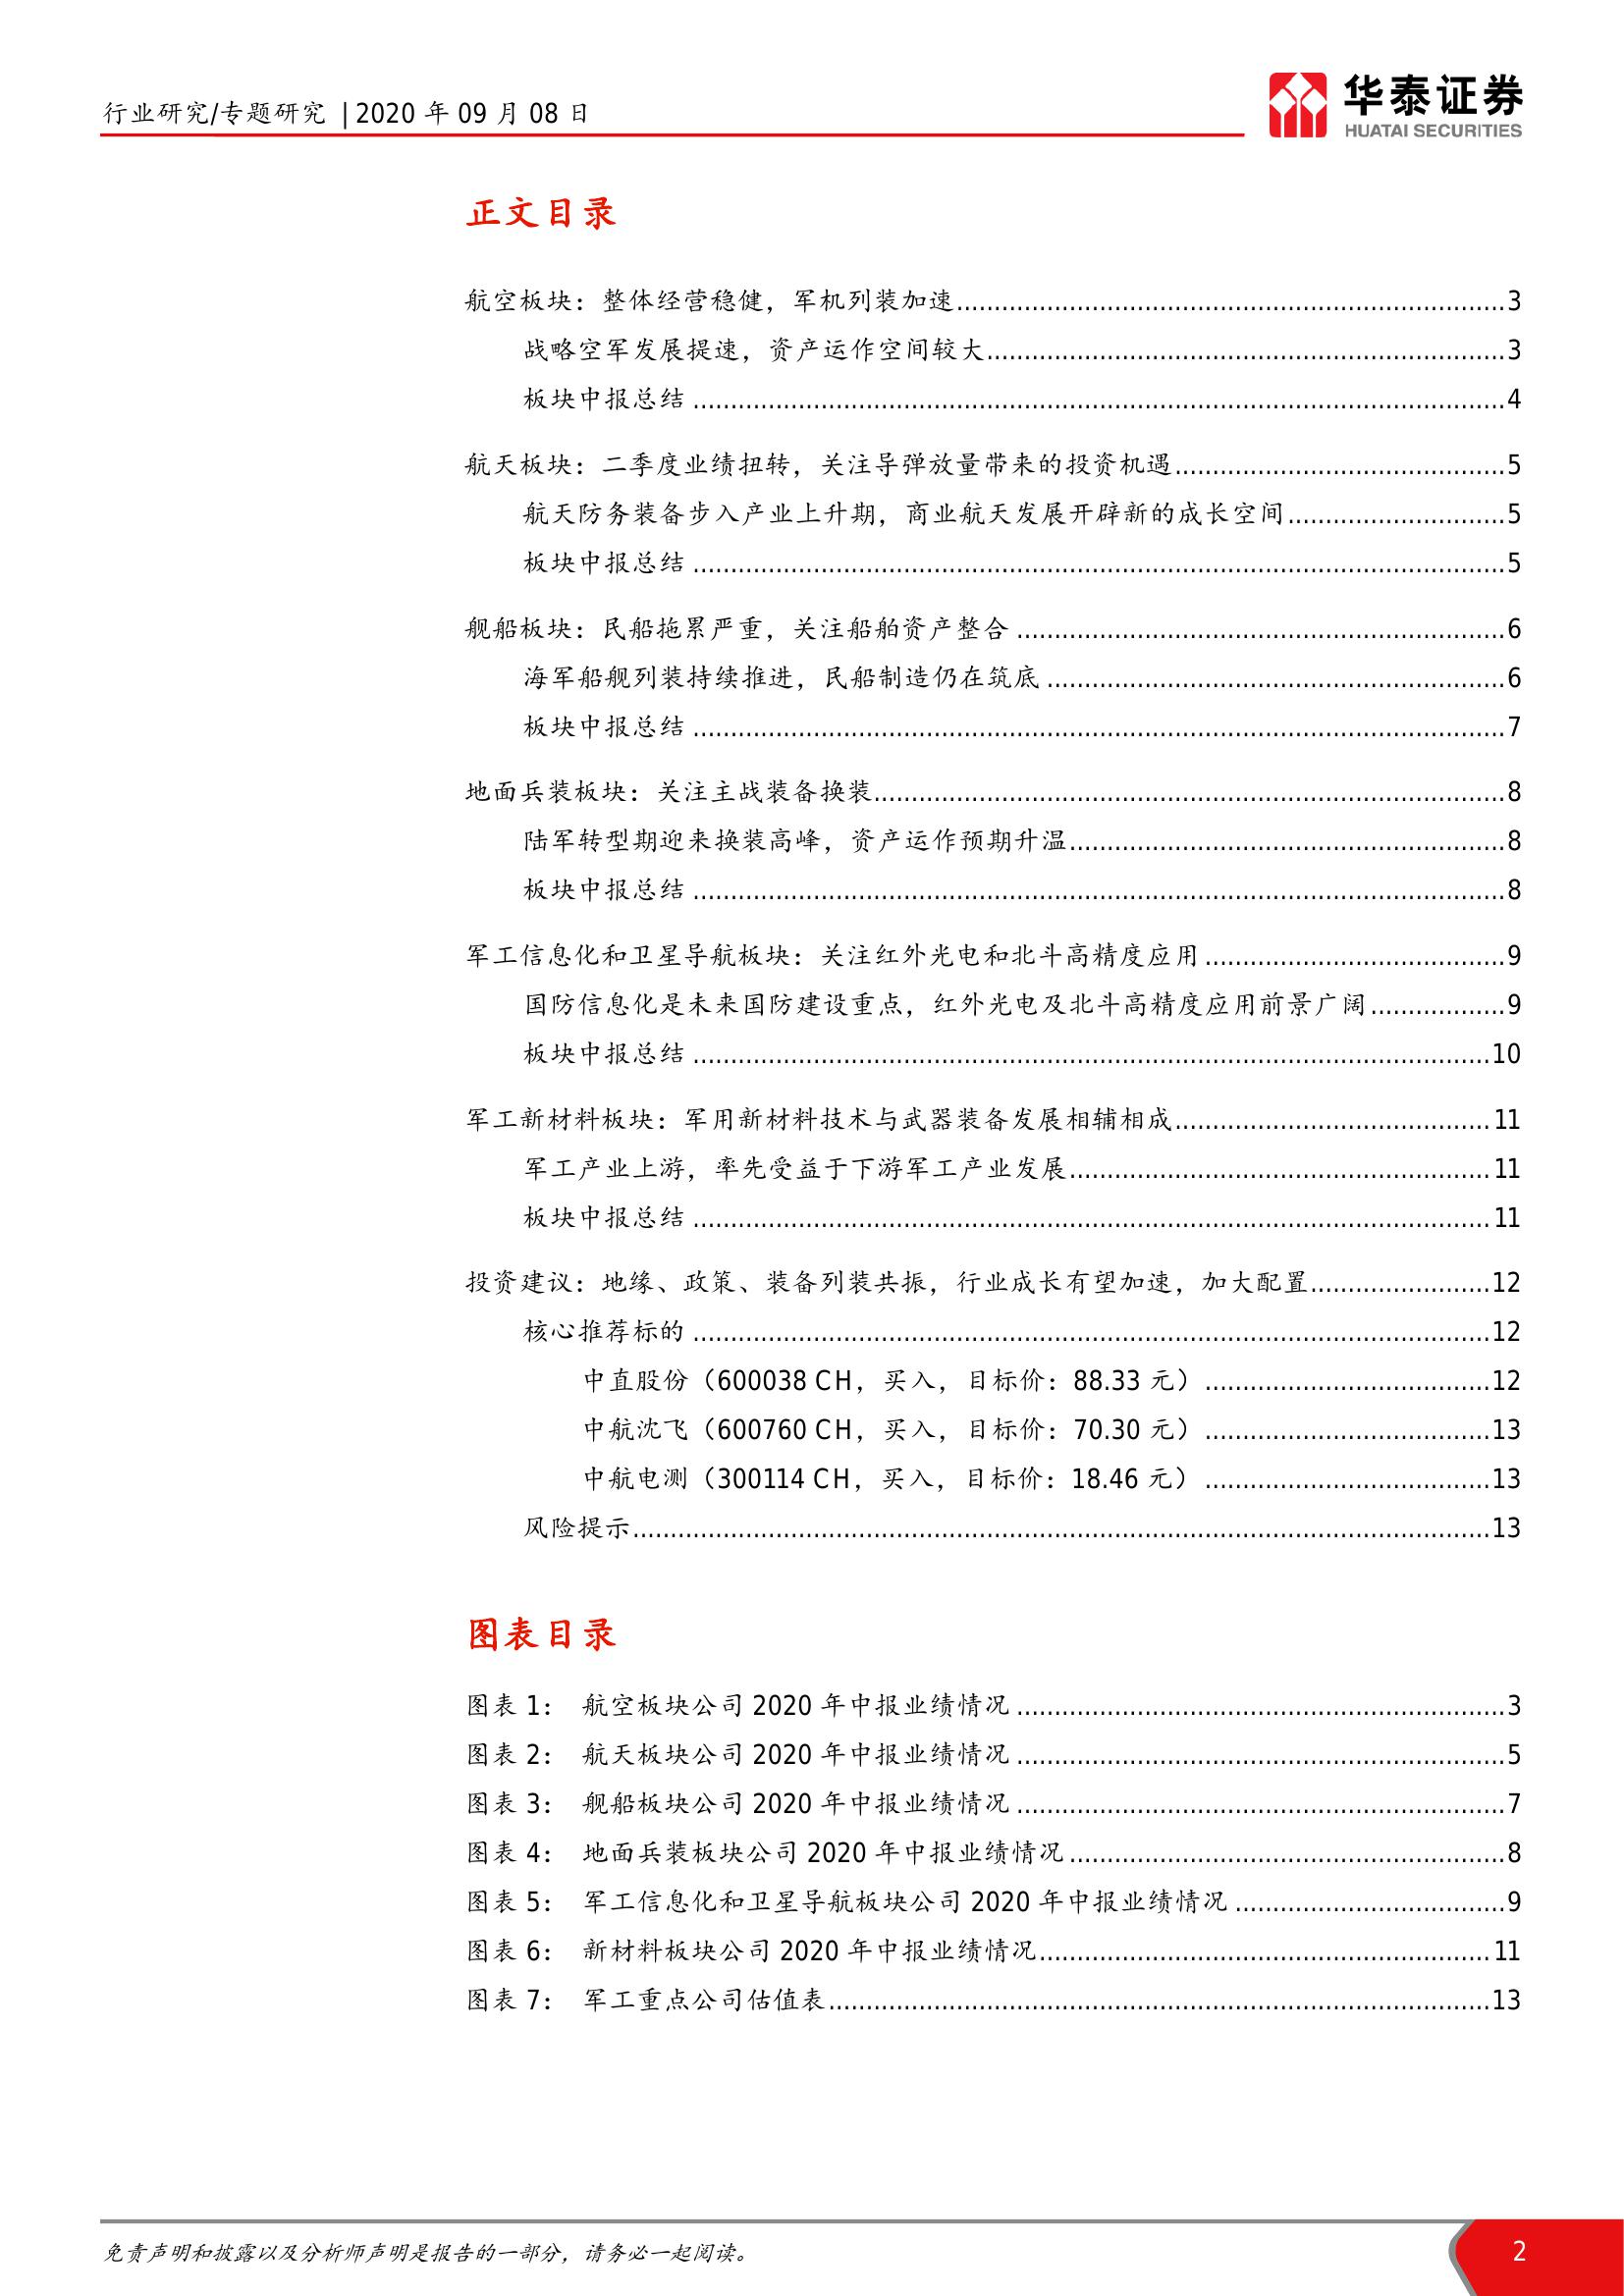 行业研究/专题研究 | 2020 年 09 月 08 日
华泰证券
HUATAI SECURITIES
正文目录
航空板块：整体经营稳健，军机列装加速 3
战略空军发展提速，资产运作空间较大 3
板块中报总结 4
航天板块：二季度业绩扭转，关注导弹放量带来的投资机遇 5
航天防务装备步入产业上升期，商业航天发展开辟新的成长空间 5
板块中报总结 5
舰船板块：民船拖累严重，关注船舶资产整合 6
海军船舰列装持续推进，民船制造仍在筑底 6
板块中报总结 7
地面兵装板块：关注主战装备换装 8
陆军转型期迎来换装高峰，资产运作预期升温 8
板块中报总结 8
军工信息化和卫星导航板块：关注红外光电和北斗高精度应用 9
国防信息化是未来国防建设重点，红外光电及北斗高精度应用前景广阔 9
板块中报总结 10
军工新材料板块：军用新材料技术与武器装备发展相辅相成 11
军工产业上游，率先受益于下游军工产业发展 11
板块中报总结 11
投资建议：地缘、政策、装备列装共振，行业成长有望加速，加大配置 12
核心推荐标的 12
中直股份（600038 CH，买入，目标价：88.33 元） 12
中航沈飞（600760 CH，买入，目标价：70.30 元） 13
中航电测（300114 CH，买入，目标价：18.46 元） 13
风险提示 13
图表目录
图表 1： 航空板块公司 2020 年中报业绩情况 3
图表 2： 航天板块公司 2020 年中报业绩情况 5
图表 3： 舰船板块公司 2020 年中报业绩情况 7
图表 4： 地面兵装板块公司 2020 年中报业绩情况 8
图表 5： 军工信息化和卫星导航板块公司 2020 年中报业绩情况 9
图表 6： 新材料板块公司 2020 年中报业绩情况 11
图表 7： 军工重点公司估值表 13
免责声明和披露以及分析师声明是报告的一部分，请务必一起阅读。 2